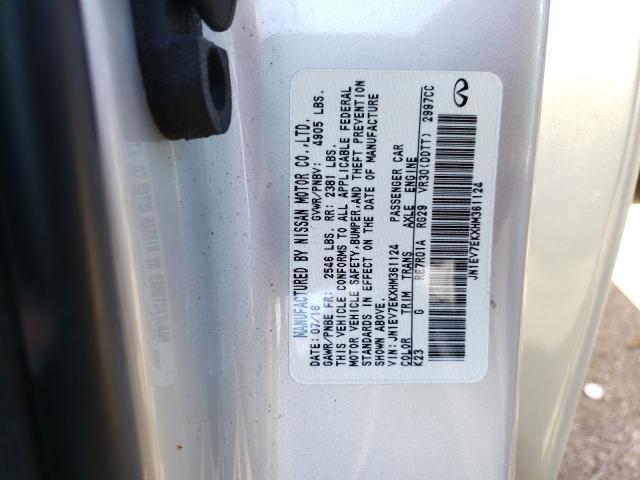 MANUFACTURED BY NISSAN MOTOR CO.,LTD.
DATE: 07/16 GVWR/PNBV: 4905 LBS.
GAWR/PNBE FR: 2546 LBS. RR: 2381 LBS.
THIS VEHICLE CONFORMS TO ALL APPLICABLE FEDERAL
MOTOR VEHICLE SAFETY,BUMPER,AND THEFT PREVENTION
STANDARDS IN EFFECT ON THE DATE OF MANUFACTURE
SHOWN ABOVE.
VIN: JN1EV7EKXHM361124 PASSENGER CAR
COLOR TRIM TRANS AXLE ENGINE
K23 G RE7R01A RG29 VR30(DDTT) 2997CC
JN1EV7EKXHM361124